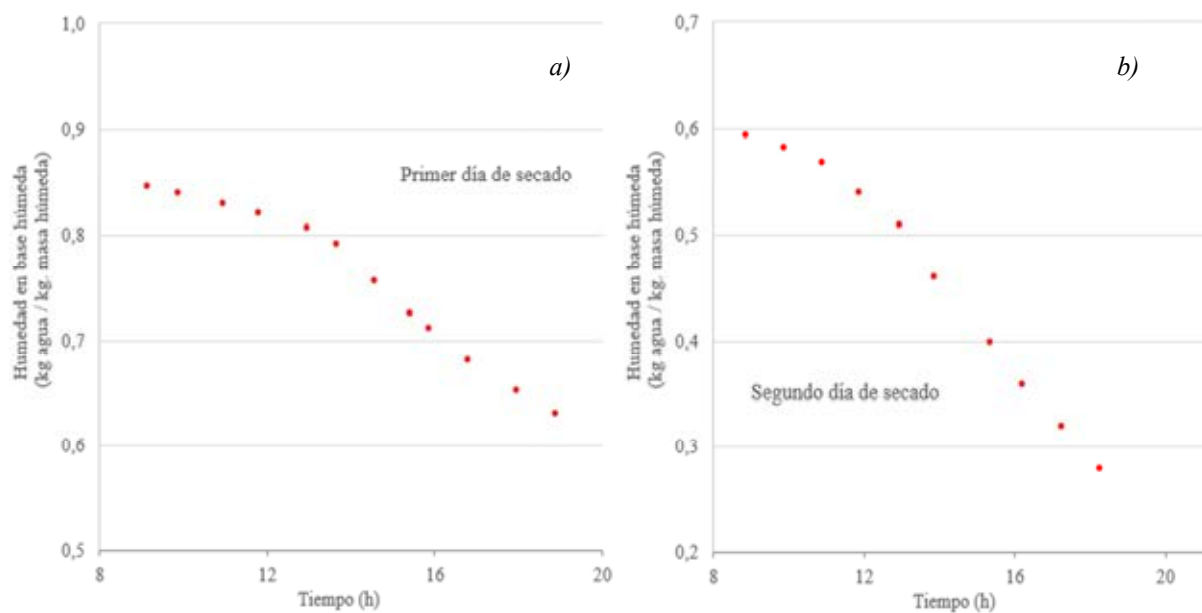 a)
Primer día de secado
Humedad en base húmeda
(kg agua / kg. masa húmeda)
1,0
0,9
0,8
0,7
0,6
0,5
8
12
16
20
Tiempo (h)
b)
Segundo día de secado
Humedad en base húmeda
(kg agua / kg. masa húmeda)
0,7
0,6
0,5
0,4
0,3
0,2
8
12
16
20
Tiempo (h)